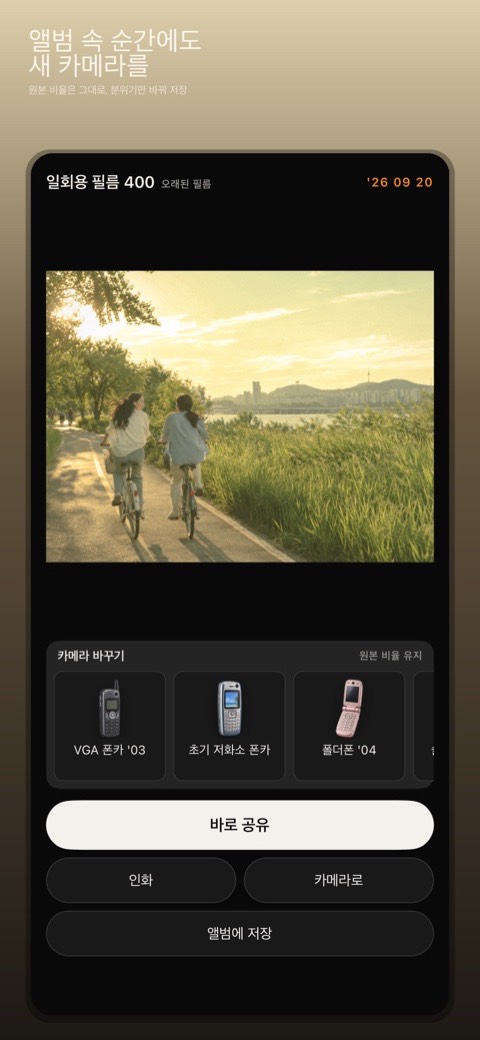 앨범 속 순간에도
새 카메라를
원본 비율은 그대로, 분위기만 바꿔 저장
일회용 필름 400 오래된 필름 '26 09 20
카메라 바꾸기 원본 비율 유지
VGA 폰카 '03 초기 저화소 폰카 폴더폰 '04
바로 공유
인화 카메라로
앨범에 저장